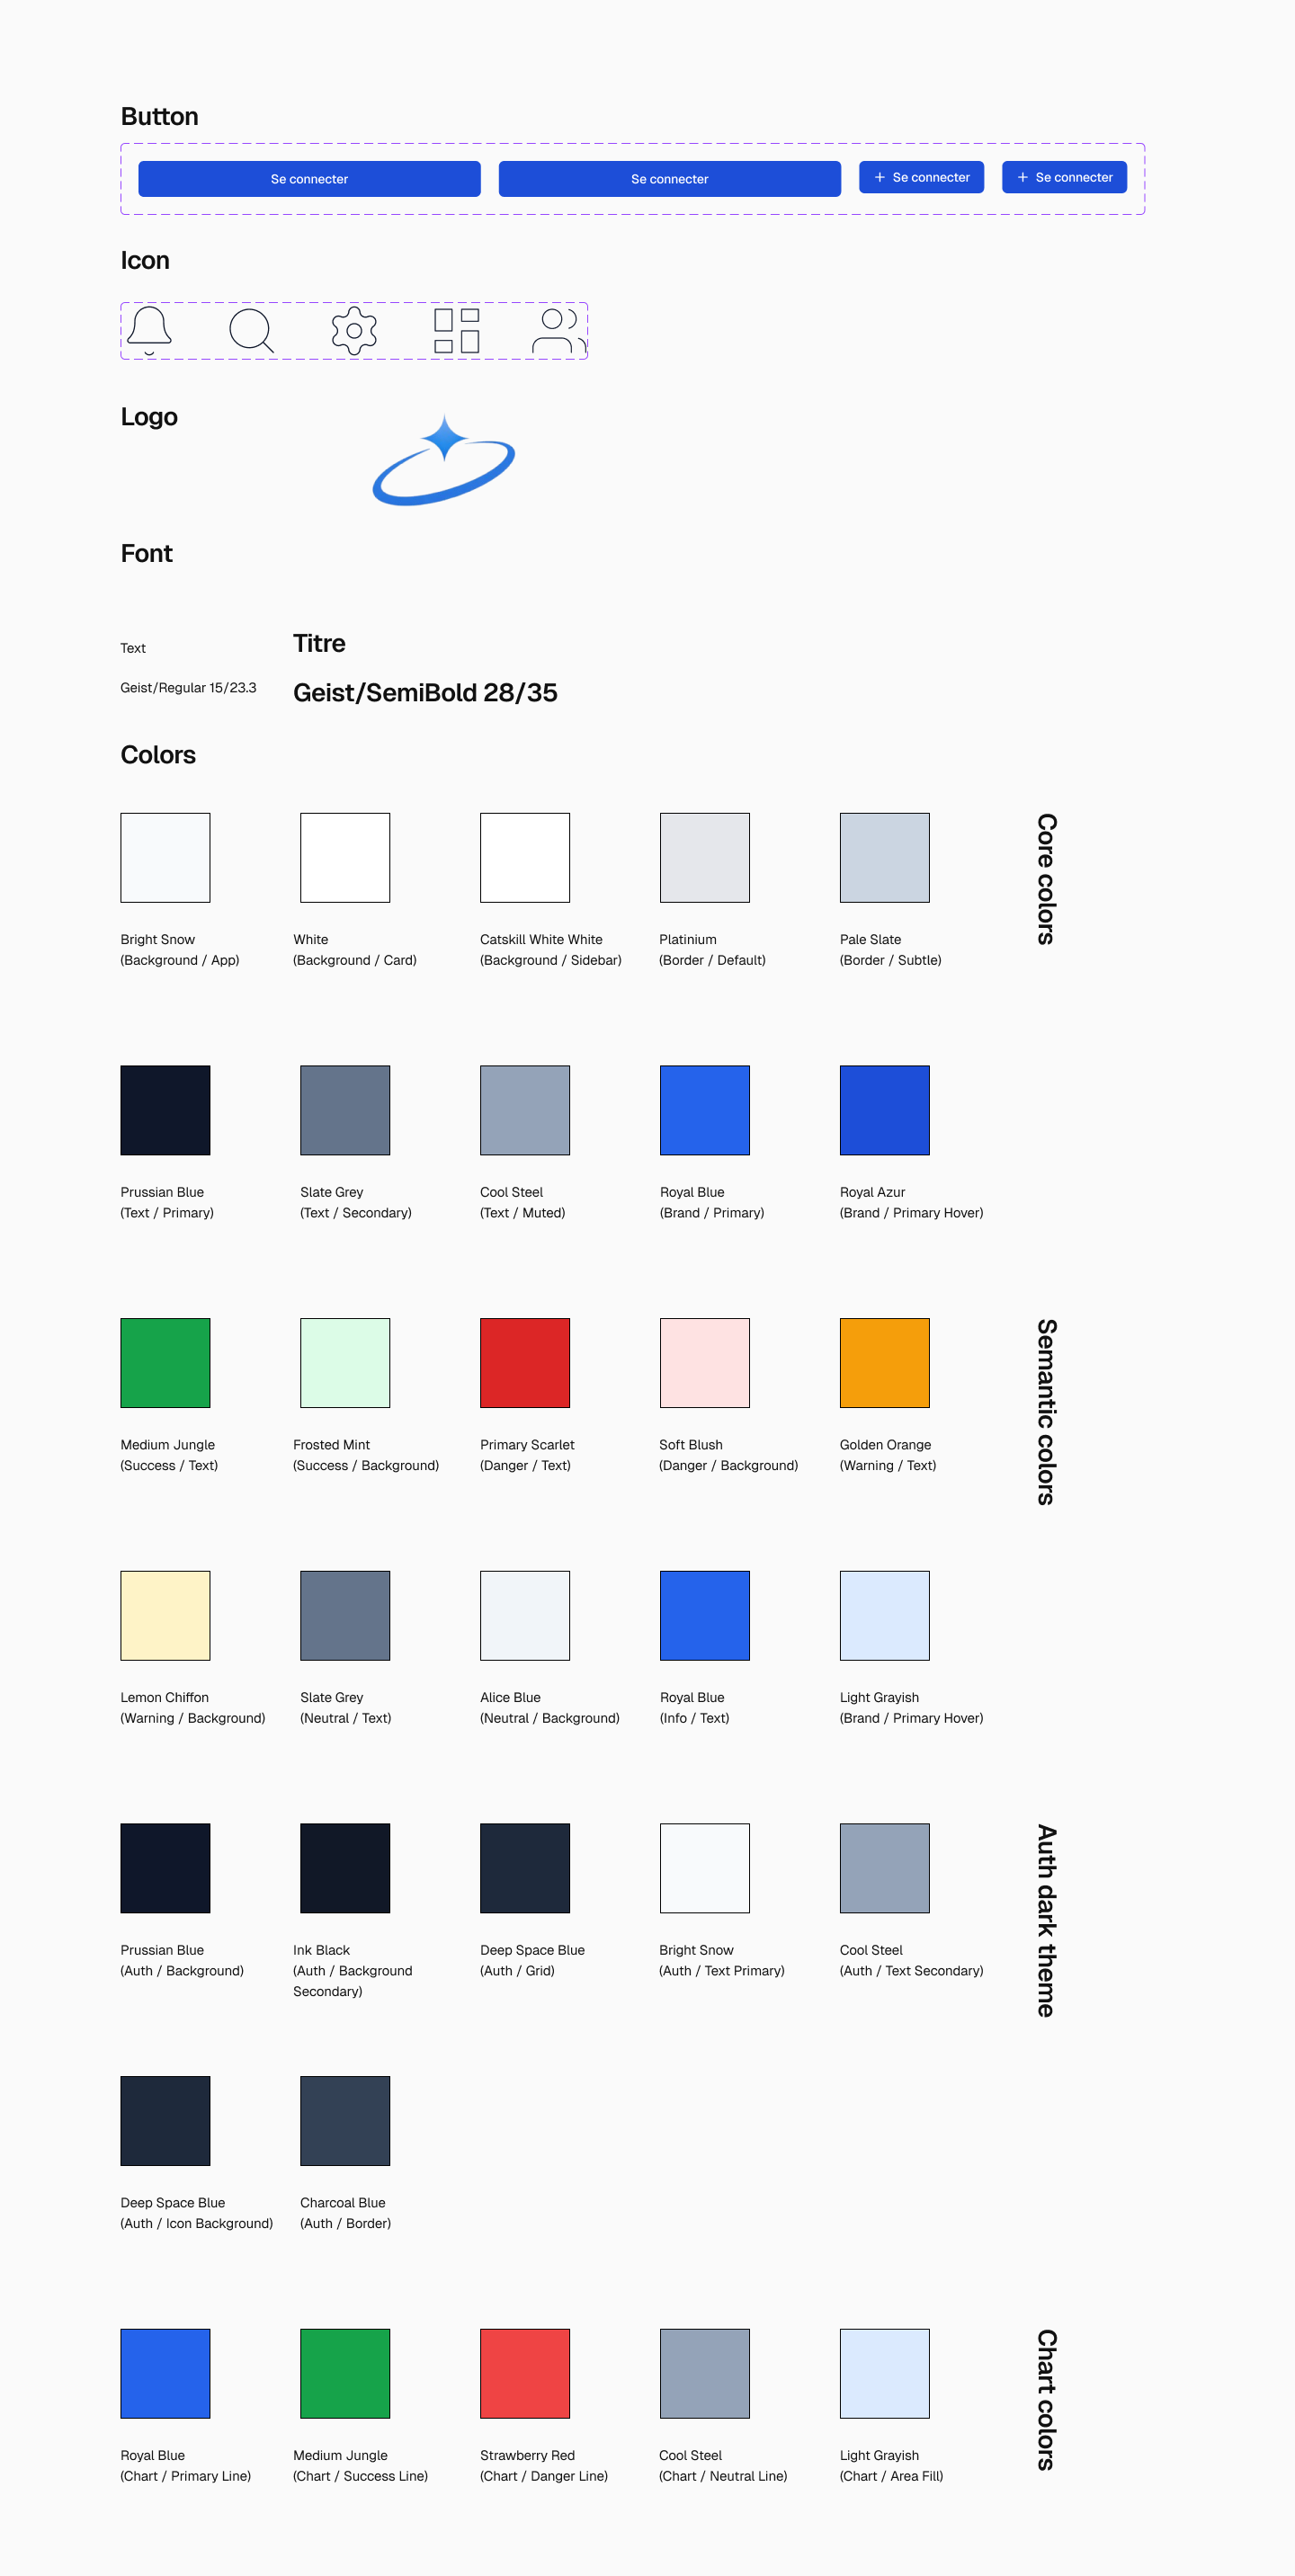 Button
Se connecter
Se connecter
Se connecter
Se connecter
Icon
Logo
Font
Text
Titre
Geist/Regular 15/23.3
Geist/SemiBold 28/35
Colors
Core colors
Bright Snow
(Background / App)
White
(Background / Card)
Catskill White White
(Background / Sidebar)
Platinium
(Border / Default)
Pale Slate
(Border / Subtle)
Prussian Blue
(Text / Primary)
Slate Grey
(Text / Secondary)
Cool Steel
(Text / Muted)
Royal Blue
(Brand / Primary)
Royal Azur
(Brand / Primary Hover)
Semantic colors
Medium Jungle
(Success / Text)
Frosted Mint
(Success / Background)
Primary Scarlet
(Danger / Text)
Soft Blush
(Danger / Background)
Golden Orange
(Warning / Text)
Lemon Chiffon
(Warning / Background)
Slate Grey
(Neutral / Text)
Alice Blue
(Neutral / Background)
Royal Blue
(Info / Text)
Light Grayish
(Brand / Primary Hover)
Auth dark theme
Prussian Blue
(Auth / Background)
Ink Black
(Auth / Background
Secondary)
Deep Space Blue
(Auth / Grid)
Bright Snow
(Auth / Text Primary)
Cool Steel
(Auth / Text Secondary)
Deep Space Blue
(Auth / Icon Background)
Charcoal Blue
(Auth / Border)
Chart colors
Royal Blue
(Chart / Primary Line)
Medium Jungle
(Chart / Success Line)
Strawberry Red
(Chart / Danger Line)
Cool Steel
(Chart / Neutral Line)
Light Grayish
(Chart / Area Fill)